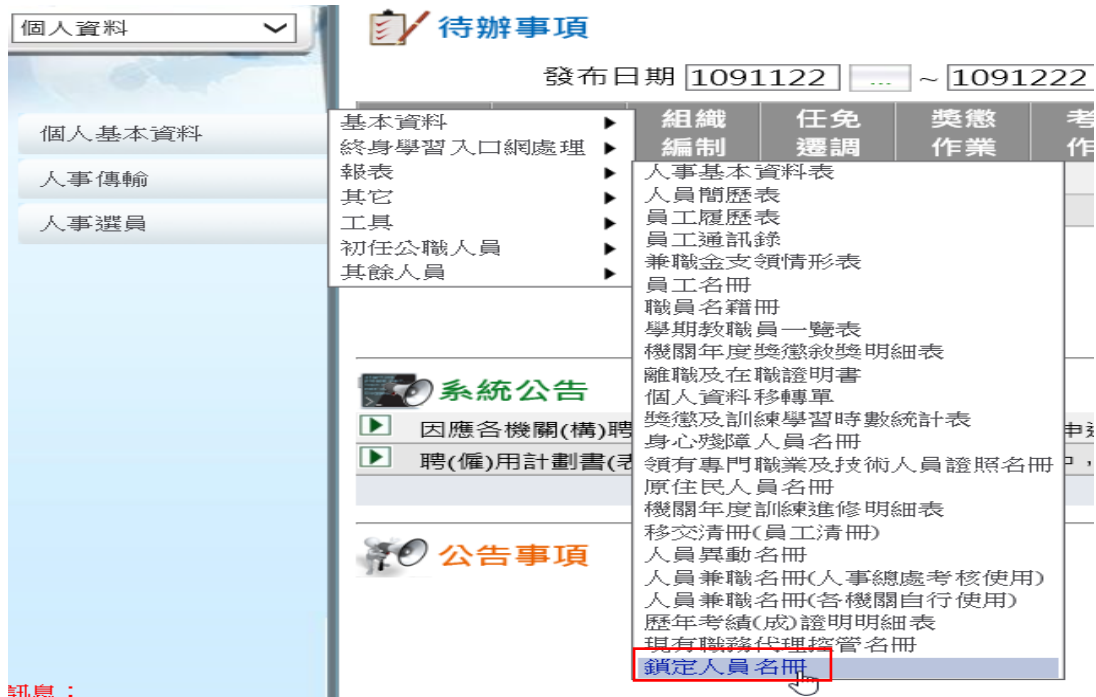 個人資料
待辦事項
發布日期 1091122 ... ~ 1091222
個人基本資料
人事傳輸
人事選員
基本資料
終身學習入口網處理
報表
其它
工具
初任公職人員
其餘人員
組織編制
任免遷調
獎懲作業
人事基本資料表
人員簡歷表
員工履歷表
員工通訊錄
兼職金支領情形表
員工名冊
職員名籍冊
學期教職員一覽表
機關年度獎懲敘獎明細表
離職及在職證明書
個人資料移轉單
獎懲及訓練學習時數統計表
身心殘障人員名冊
領有專門職業及技術人員證照名冊
原住民人員名冊
機關年度訓練進修明細表
移交清冊(員工清冊)
人員異動名冊
人員兼職名冊(人事總處考核使用)
人員兼職名冊(各機關自行使用)
歷年考績(成)證明明細表
現有職務代理控管名冊
鎖定人員名冊
系統公告
因應各機關(構)聘
聘(僱)用計劃書(表
公告事項
訊息：